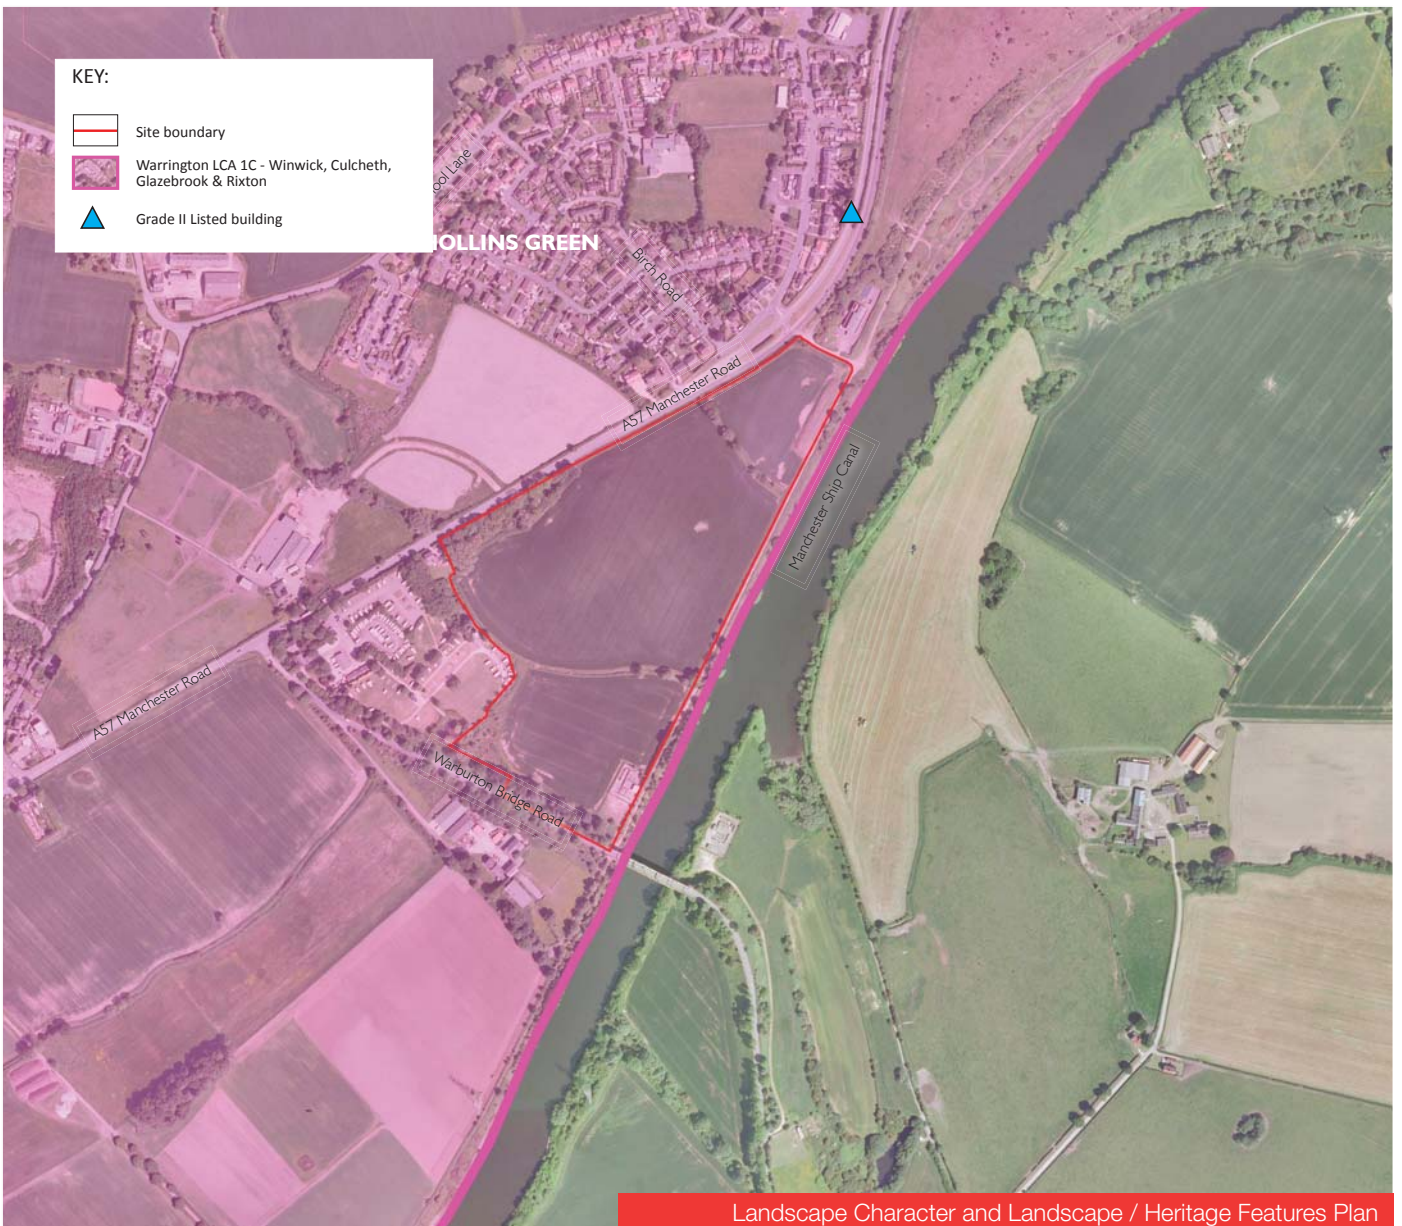 KEY:
Site boundary
Warrington LCA 1C - Winwick, Culcheth,
Glazebrook & Rixton
Grade II Listed building
ool Lane
OLLINS GREEN
Birch Road
A57 Manchester Road
Manchester Ship Canal
A57 Manchester Road
Warburton Bridge Road
Landscape Character and Landscape / Heritage Features Plan